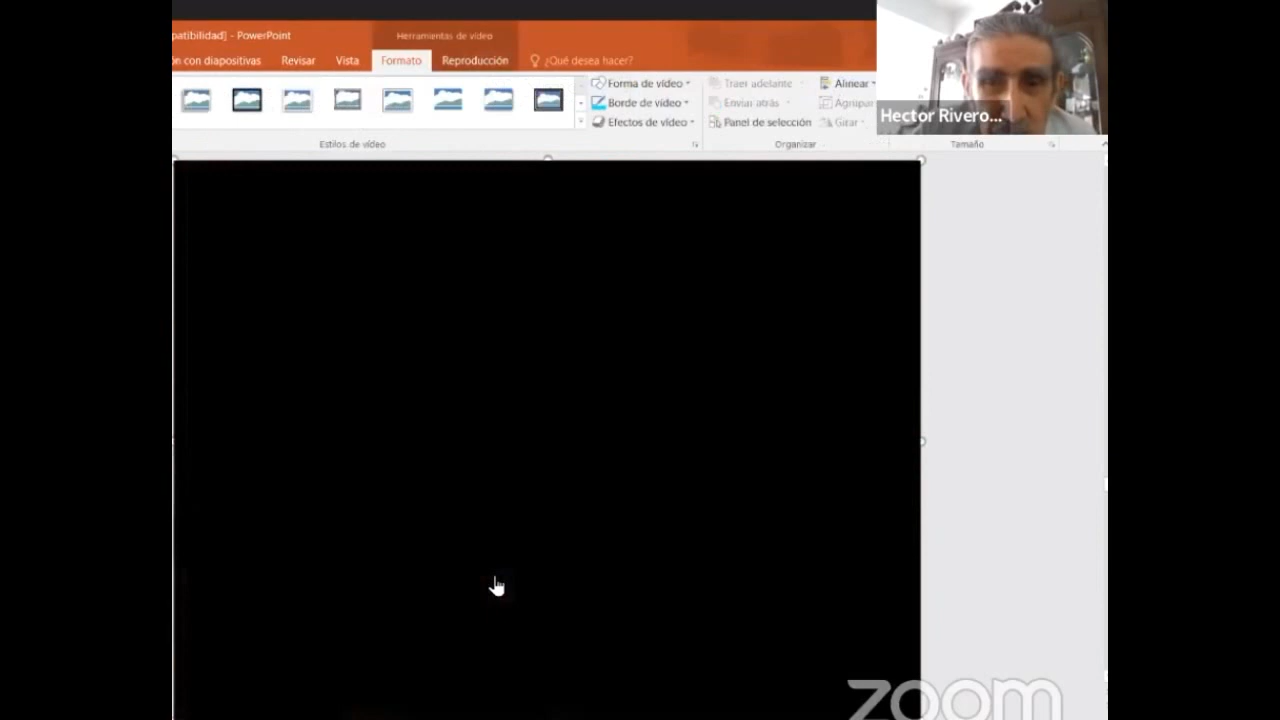 patibilidad] - PowerPoint
Herramientas de vídeo
ón con diapositivas
Revisar
Vista
Formato
Reproducción
¿Qué desea hacer?
Forma de vídeo
Traer adelante
Alinear
Borde de vídeo
Enviar atrás
Agrupar
Efectos de vídeo
Panel de selección
Girar
Hector Rivero...
Estilos de vídeo
Organizar
Tamaño
zoom